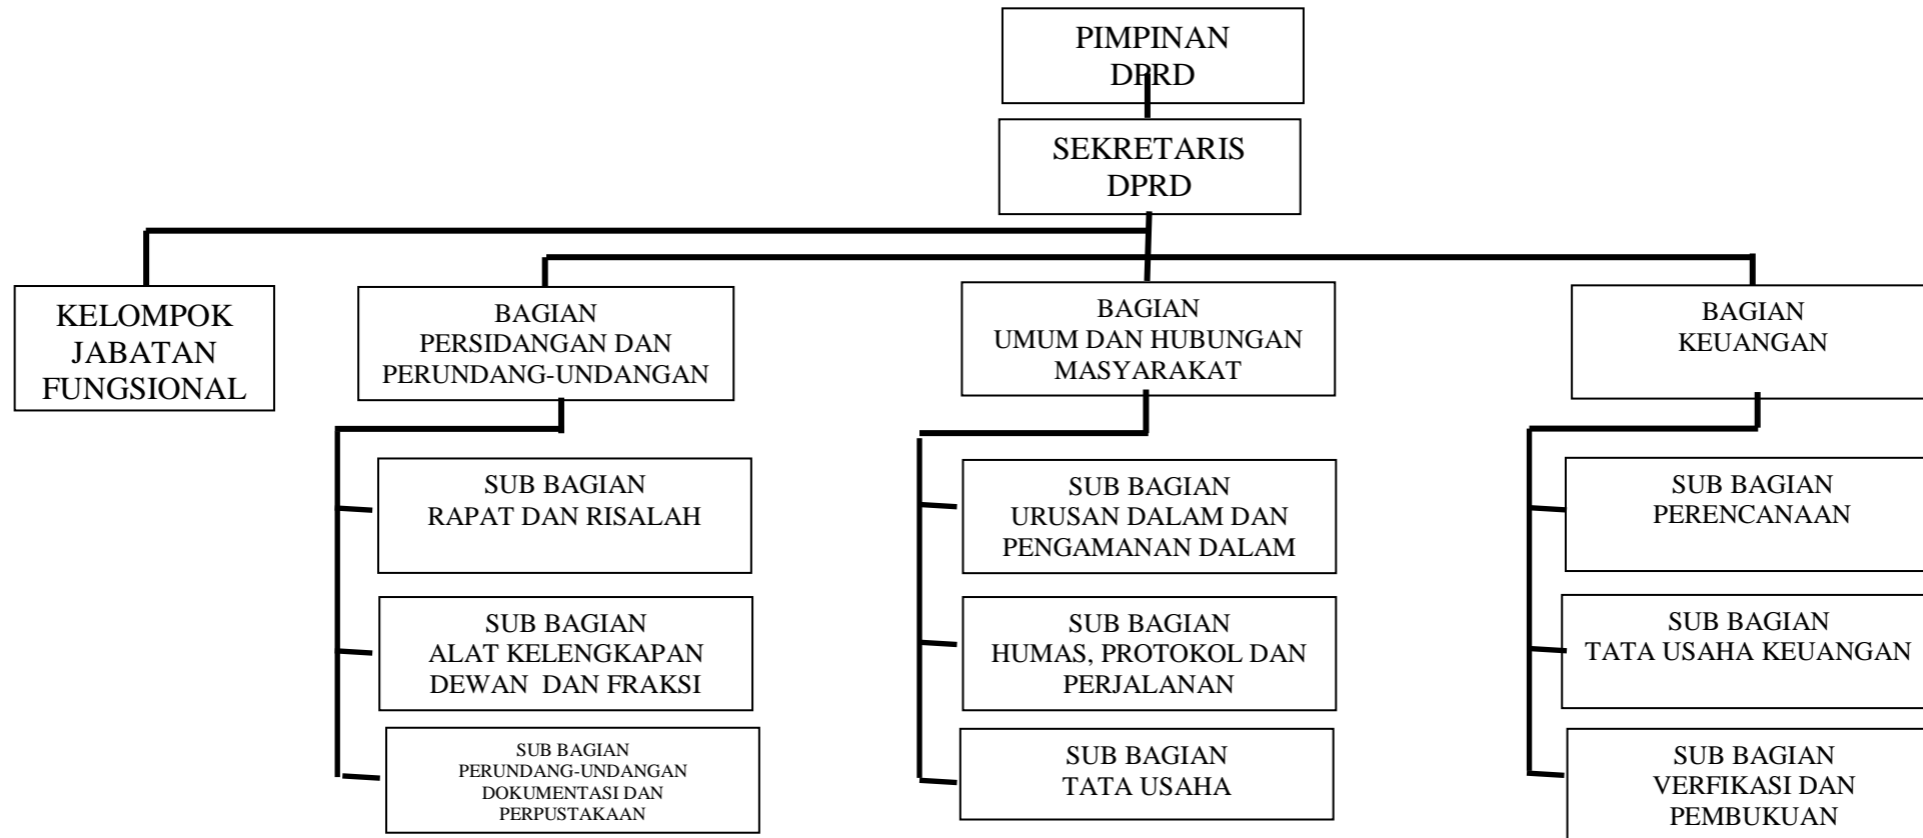 PIMPINAN
DPRD
SEKRETARIS
DPRD
KELOMPOK
JABATAN
FUNGSIONAL
BAGIAN
PERSIDANGAN DAN
PERUNDANG-UNDANGAN
BAGIAN
UMUM DAN HUBUNGAN
MASYARAKAT
BAGIAN
KEUANGAN
SUB BAGIAN
RAPAT DAN RISALAH
SUB BAGIAN
ALAT KELENGKAPAN
DEWAN  DAN FRAKSI
SUB BAGIAN
PERUNDANG-UNDANGAN
DOKUMENTASI DAN
PERPUSTAKAAN
SUB BAGIAN
URUSAN DALAM DAN
PENGAMANAN DALAM
SUB BAGIAN
HUMAS, PROTOKOL DAN
PERJALANAN
SUB BAGIAN
TATA USAHA
SUB BAGIAN
PERENCANAAN
SUB BAGIAN
TATA USAHA KEUANGAN
SUB BAGIAN
VERFIKASI DAN
PEMBUKUAN